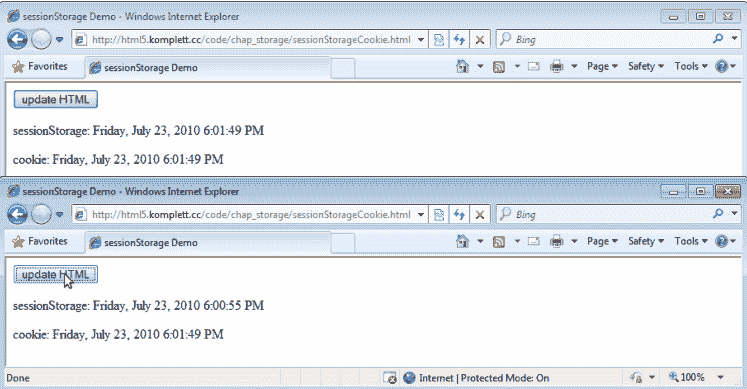 sessionStorage Demo - Windows Internet Explorer
http://html5.komplett.cc/code/chap_storage/sessionStorageCookie.html Bing
Favorites sessionStorage Demo Page Safety Tools
update HTML
sessionStorage: Friday, July 23, 2010 6:01:49 PM
cookie: Friday, July 23, 2010 6:01:49 PM
sessionStorage Demo - Windows Internet Explorer
http://html5.komplett.cc/code/chap_storage/sessionStorageCookie.html Bing
Favorites sessionStorage Demo Page Safety Tools
update HTML
sessionStorage: Friday, July 23, 2010 6:00:55 PM
cookie: Friday, July 23, 2010 6:01:49 PM
Done Internet | Protected Mode: On 100%